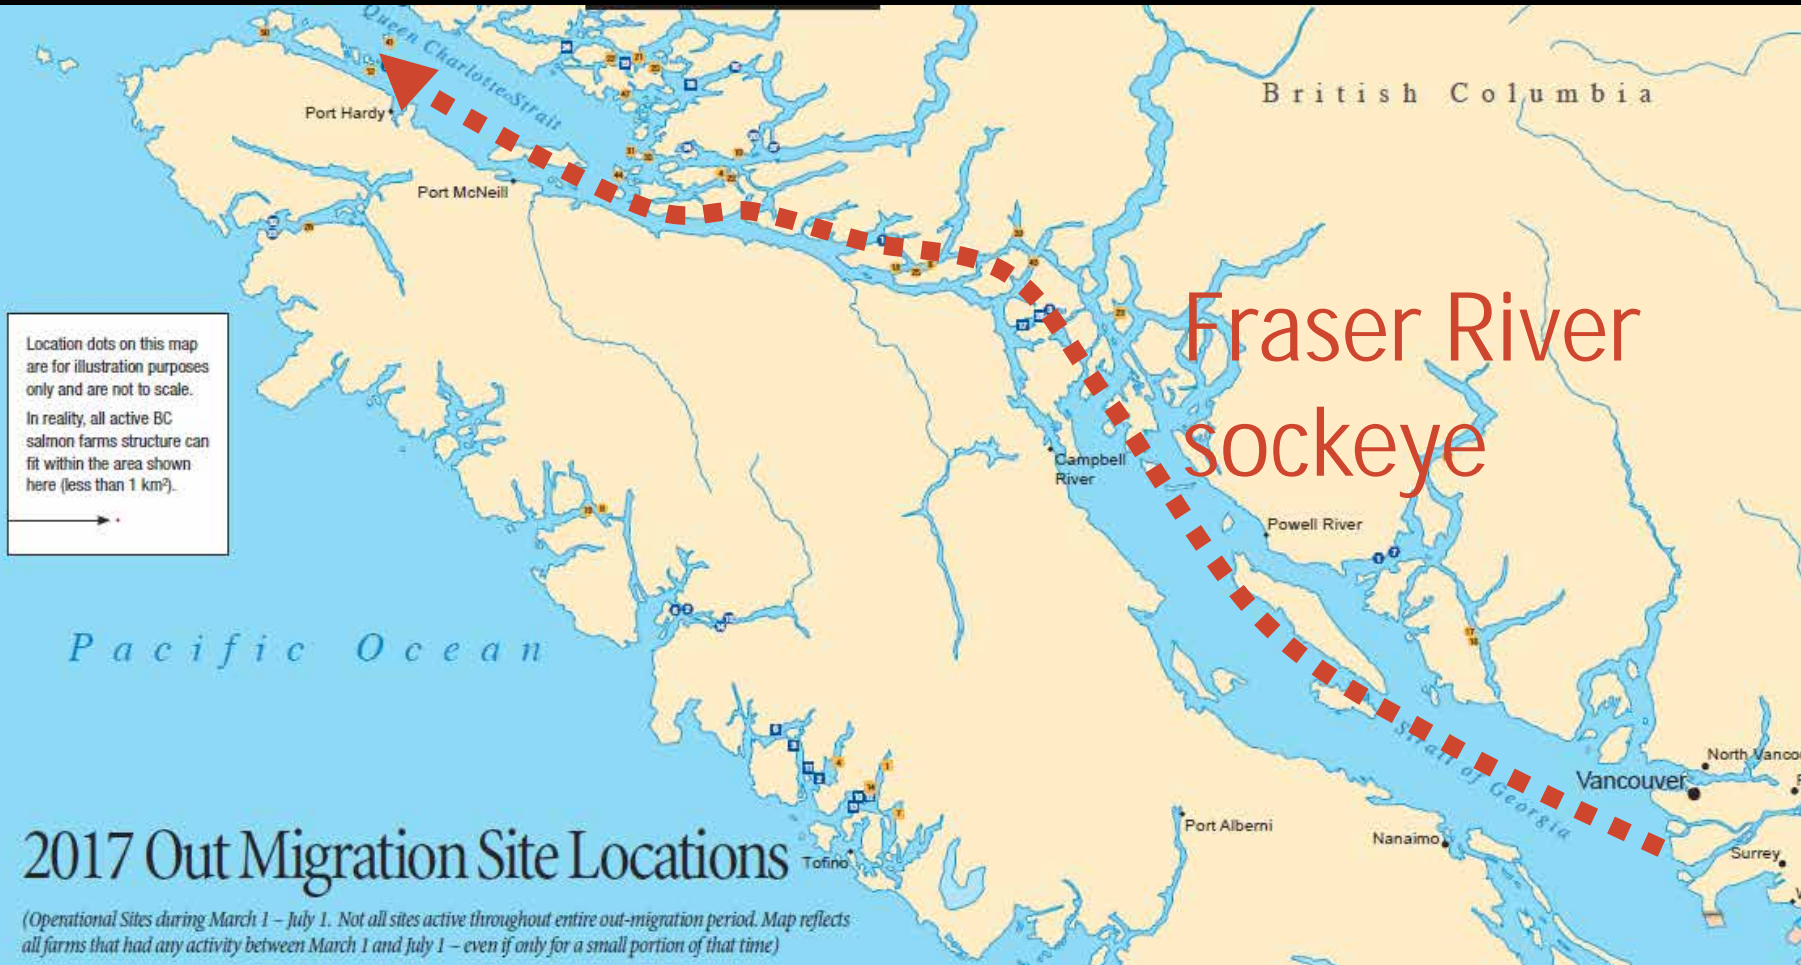 Queen Charlotte Strait
British Columbia
Port Hardy
Port McNeill
Fraser River
sockeye
Location dots on this map
are for illustration purposes
only and are not to scale.
In reality, all active BC
salmon farms structure can
fit within the area shown
here (less than 1 km²).
Campbell
River
Powell River
Pacific Ocean
Strait of Georgia
North Vanco
Vancouver
Port Alberni
Nanaimo
Surrey
Tofino
2017 Out Migration Site Locations
(Operational Sites during March 1 – July 1. Not all sites active throughout entire out-migration period. Map reflects
all farms that had any activity between March 1 and July 1 – even if only for a small portion of that time)